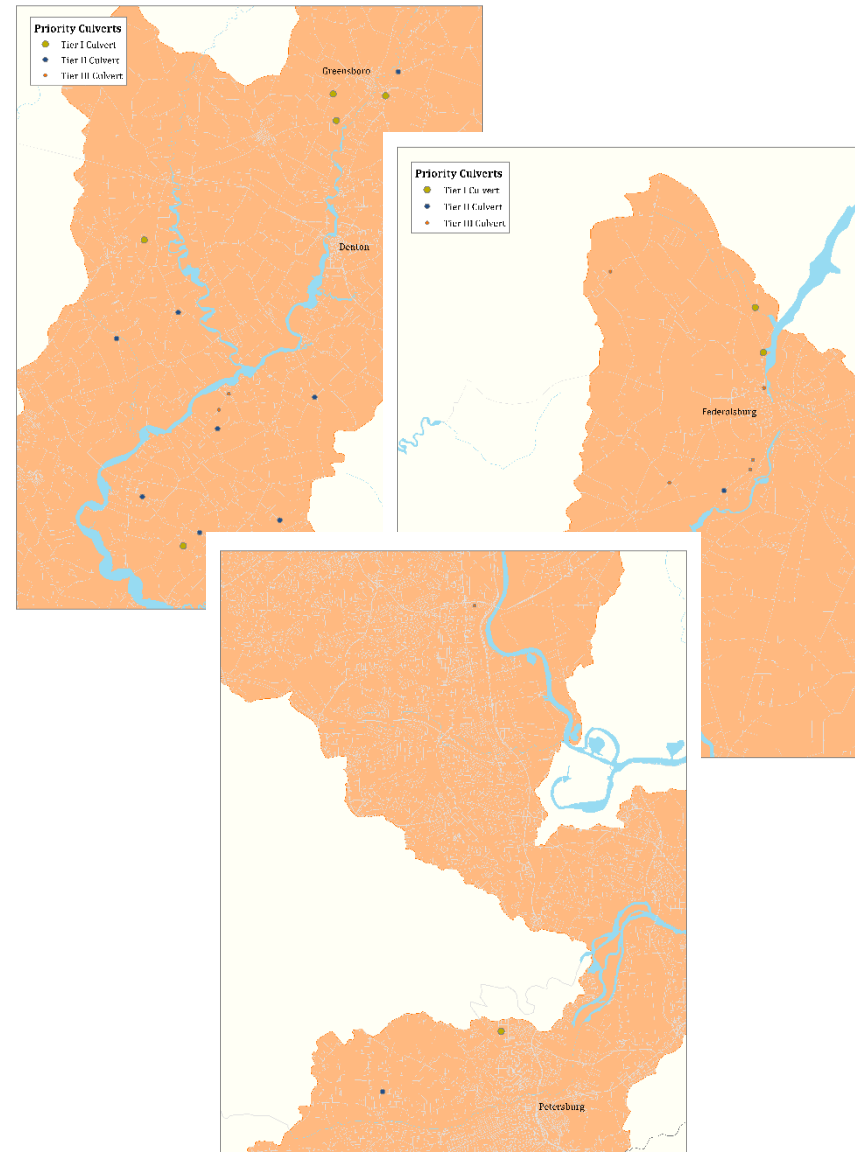 Priority Culverts
Tier I Culvert
Tier II Culvert
Tier III Culvert
Greensboro
Denton
Priority Culverts
Tier I Culvert
Tier II Culvert
Tier III Culvert
Federalsburg
Petersburg